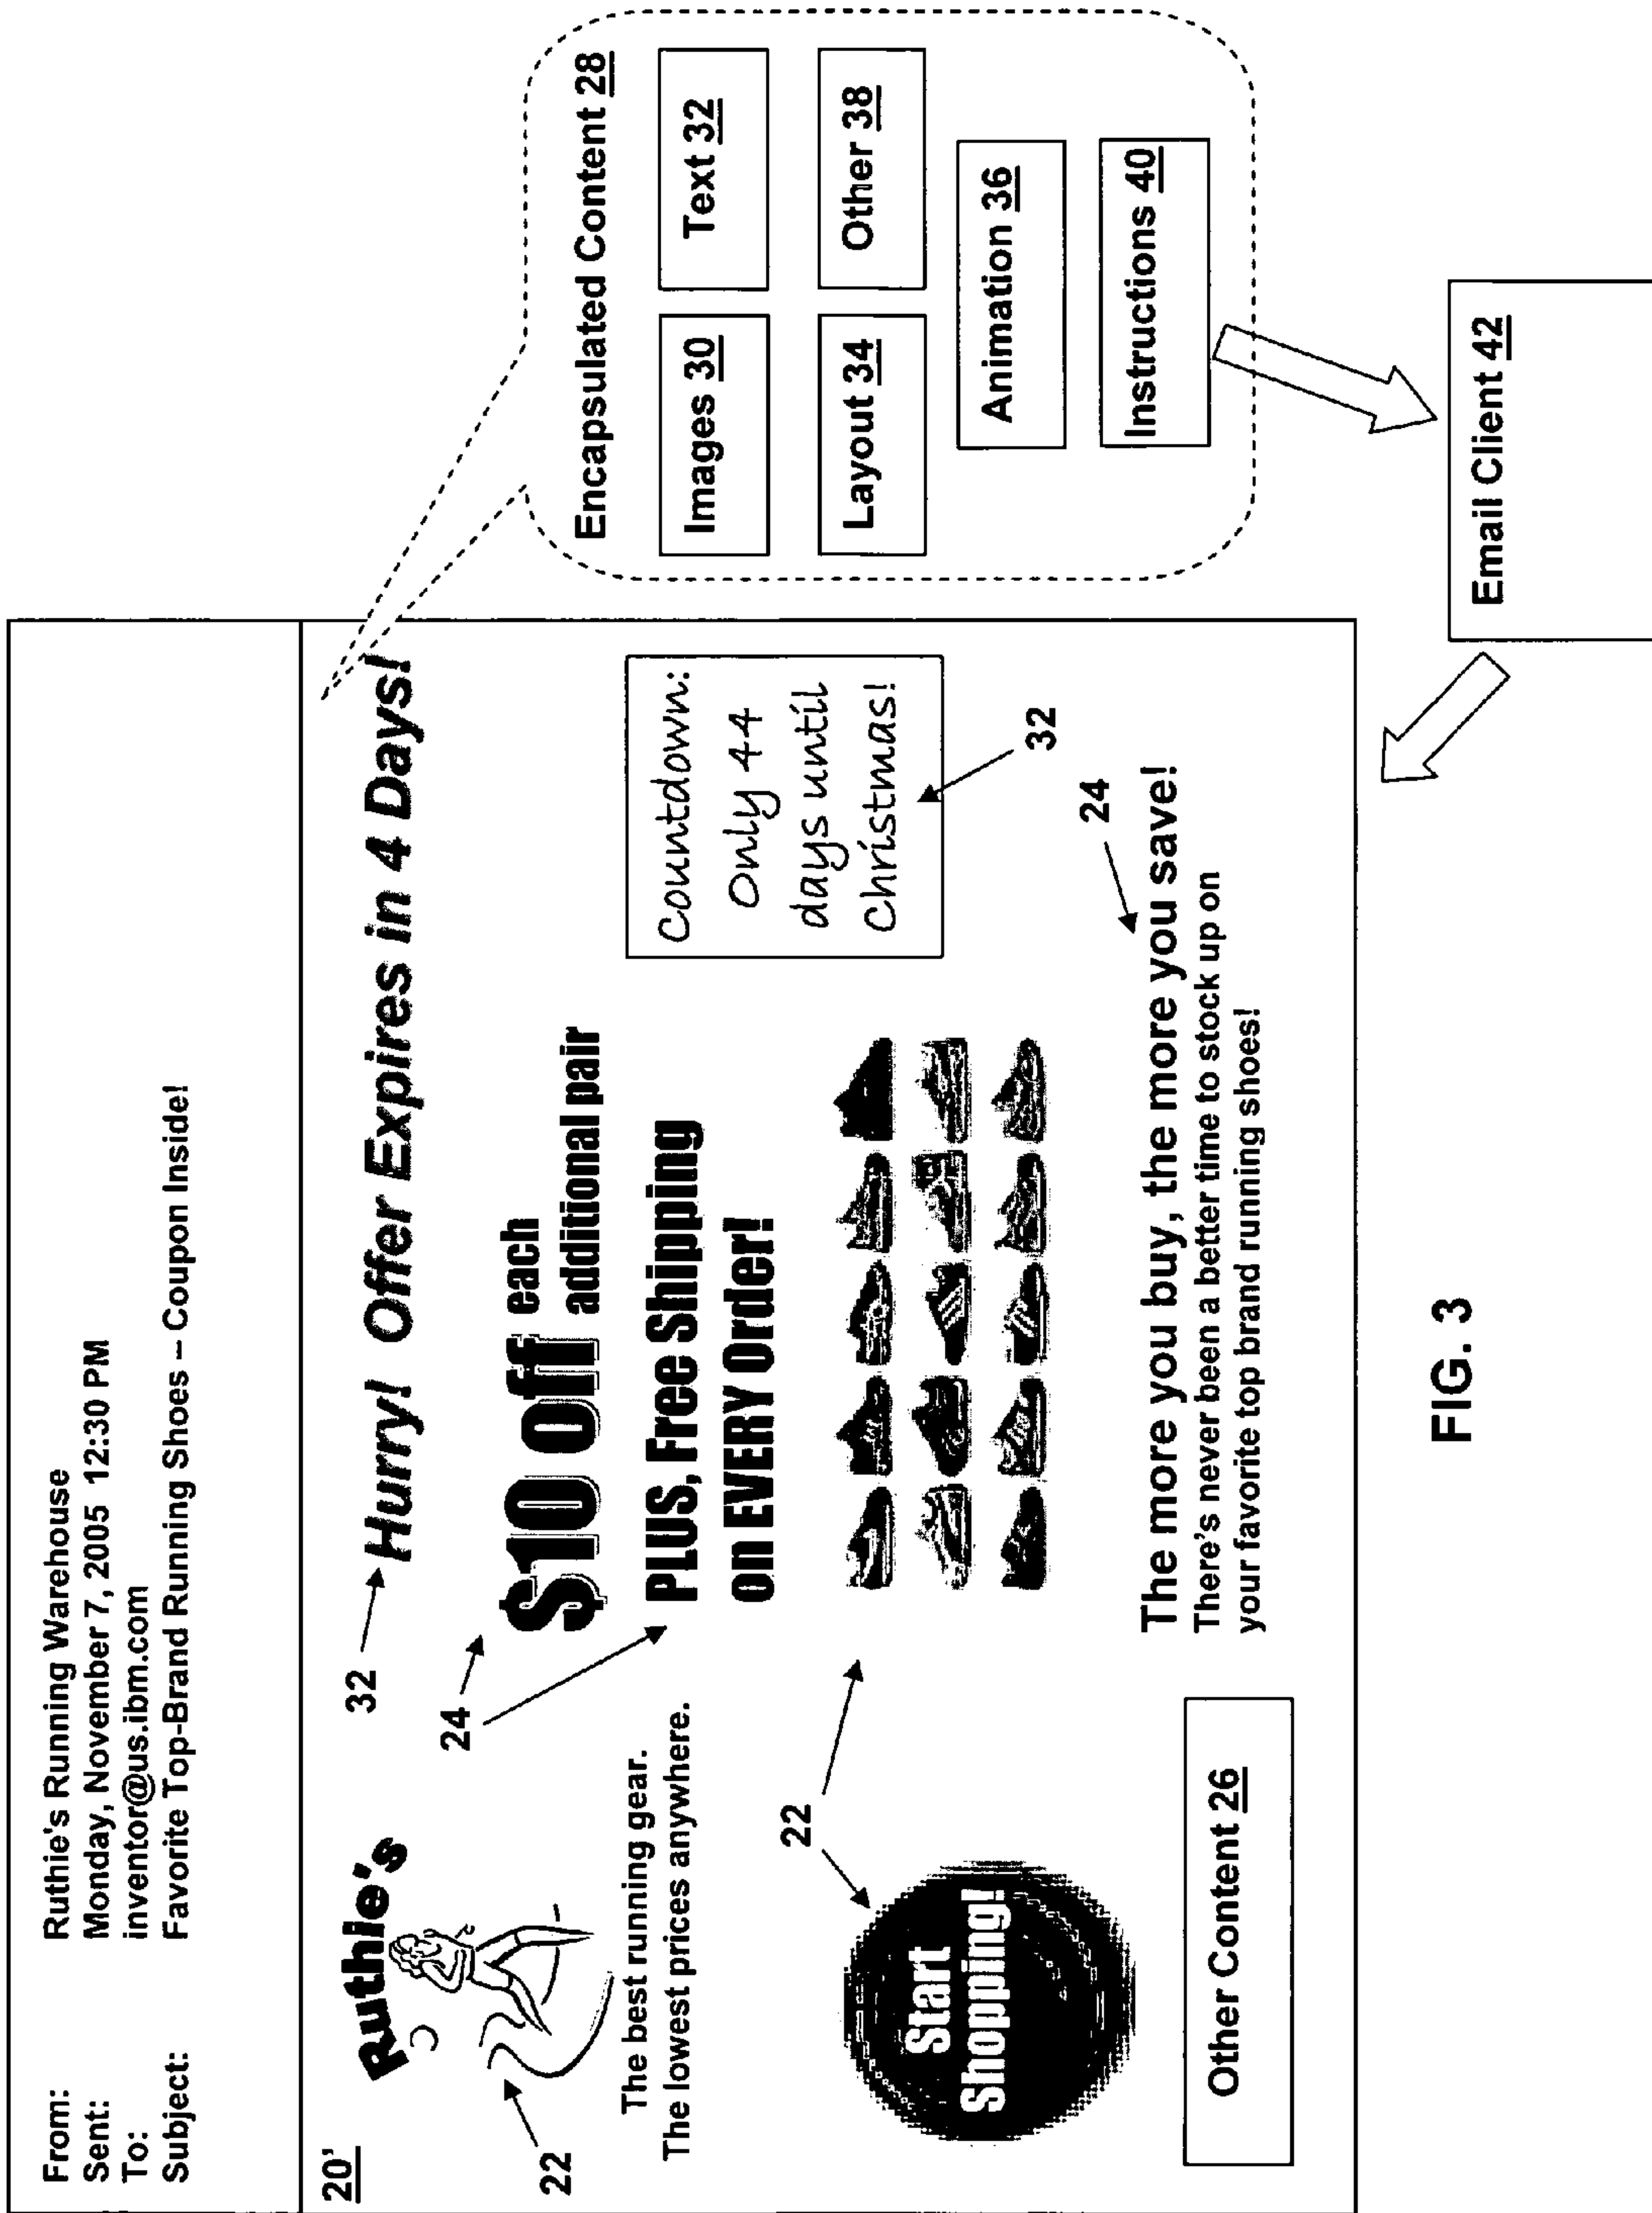 From: Ruthie's Running Warehouse
Sent: Monday, November 7, 2005 12:30 PM
To: inventor@us.ibm.com
Subject: Favorite Top-Brand Running Shoes – Coupon Inside!
20'
Ruthie's
22
The best running gear.
The lowest prices anywhere.
32
Hurry! Offer Expires in 4 Days!
24
$10 off each
additional pair
PLUS, Free Shipping
on EVERY Order!
Countdown:
Only 44
days until
Christmas!
32
22
Start
Shopping!
24
The more you buy, the more you save!
There's never been a better time to stock up on
your favorite top brand running shoes!
Other Content 26
Encapsulated Content 28
Images 30
Text 32
Layout 34
Other 38
Animation 36
Instructions 40
Email Client 42
FIG. 3